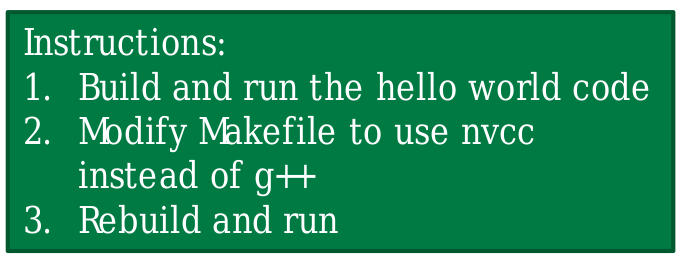 Instructions:
1. Build and run the hello world code
2. Modify Makefile to use nvcc
instead of g++
3. Rebuild and run